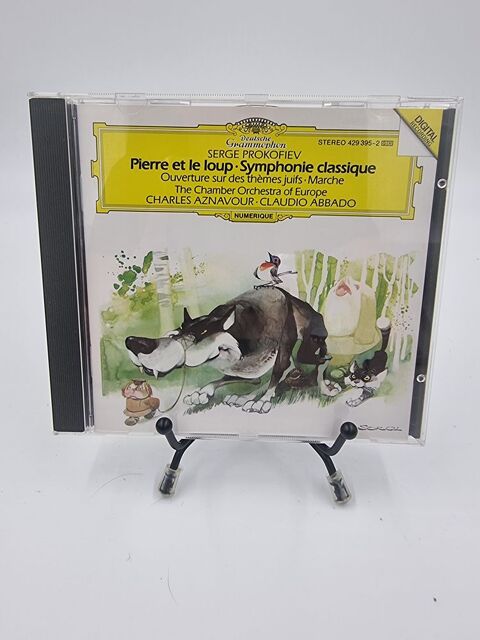 Deutsche
Grammophon
STEREO 429 395-2
DIGITAL
RECORDING
SERGE PROKOFIEV
Pierre et le loup · Symphonie classique
Ouverture sur des thèmes juifs · Marche
The Chamber Orchestra of Europe
CHARLES AZNAVOUR · CLAUDIO ABBADO
NUMERIQUE